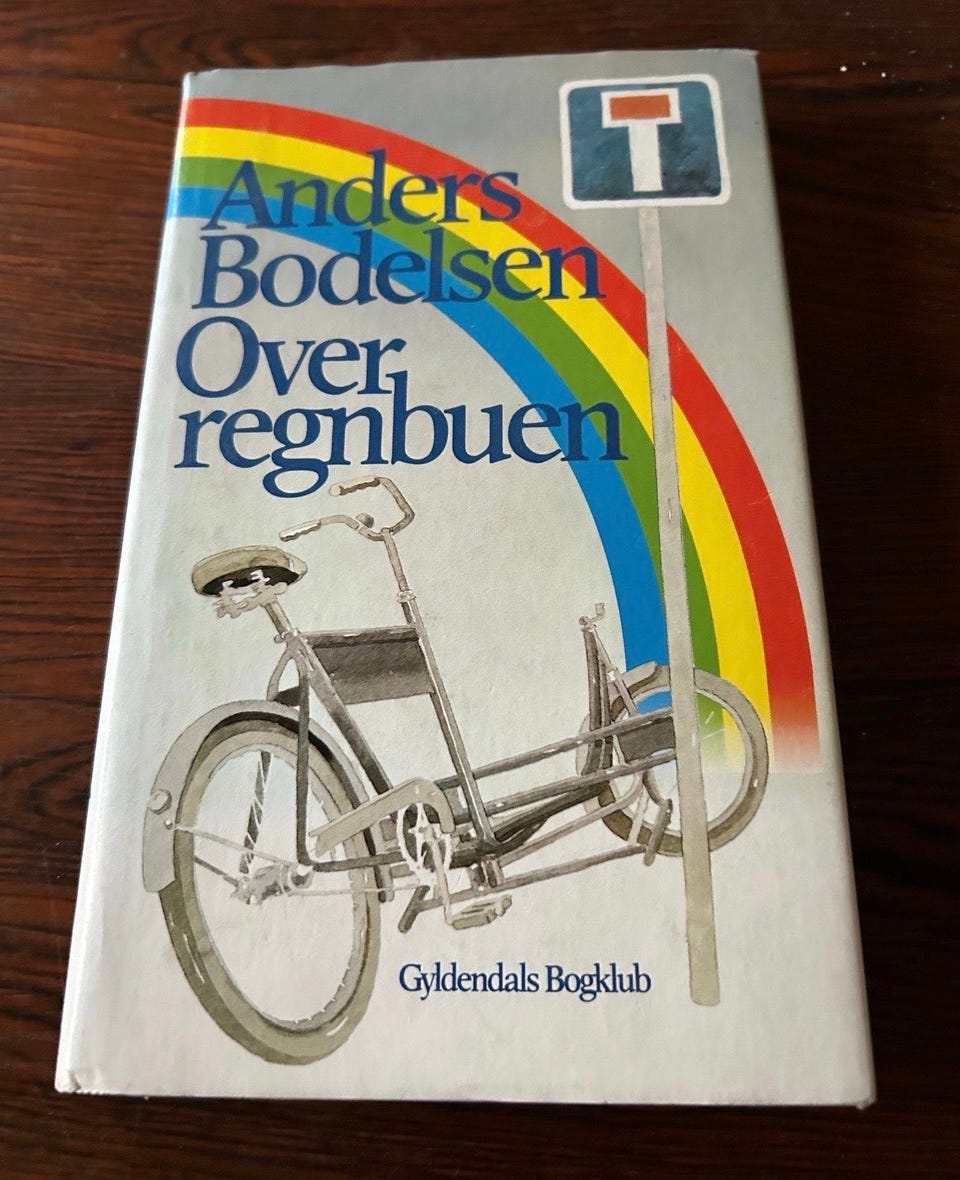 Anders
Bodelsen
Over
regnbuen
Gyldendals Bogklub